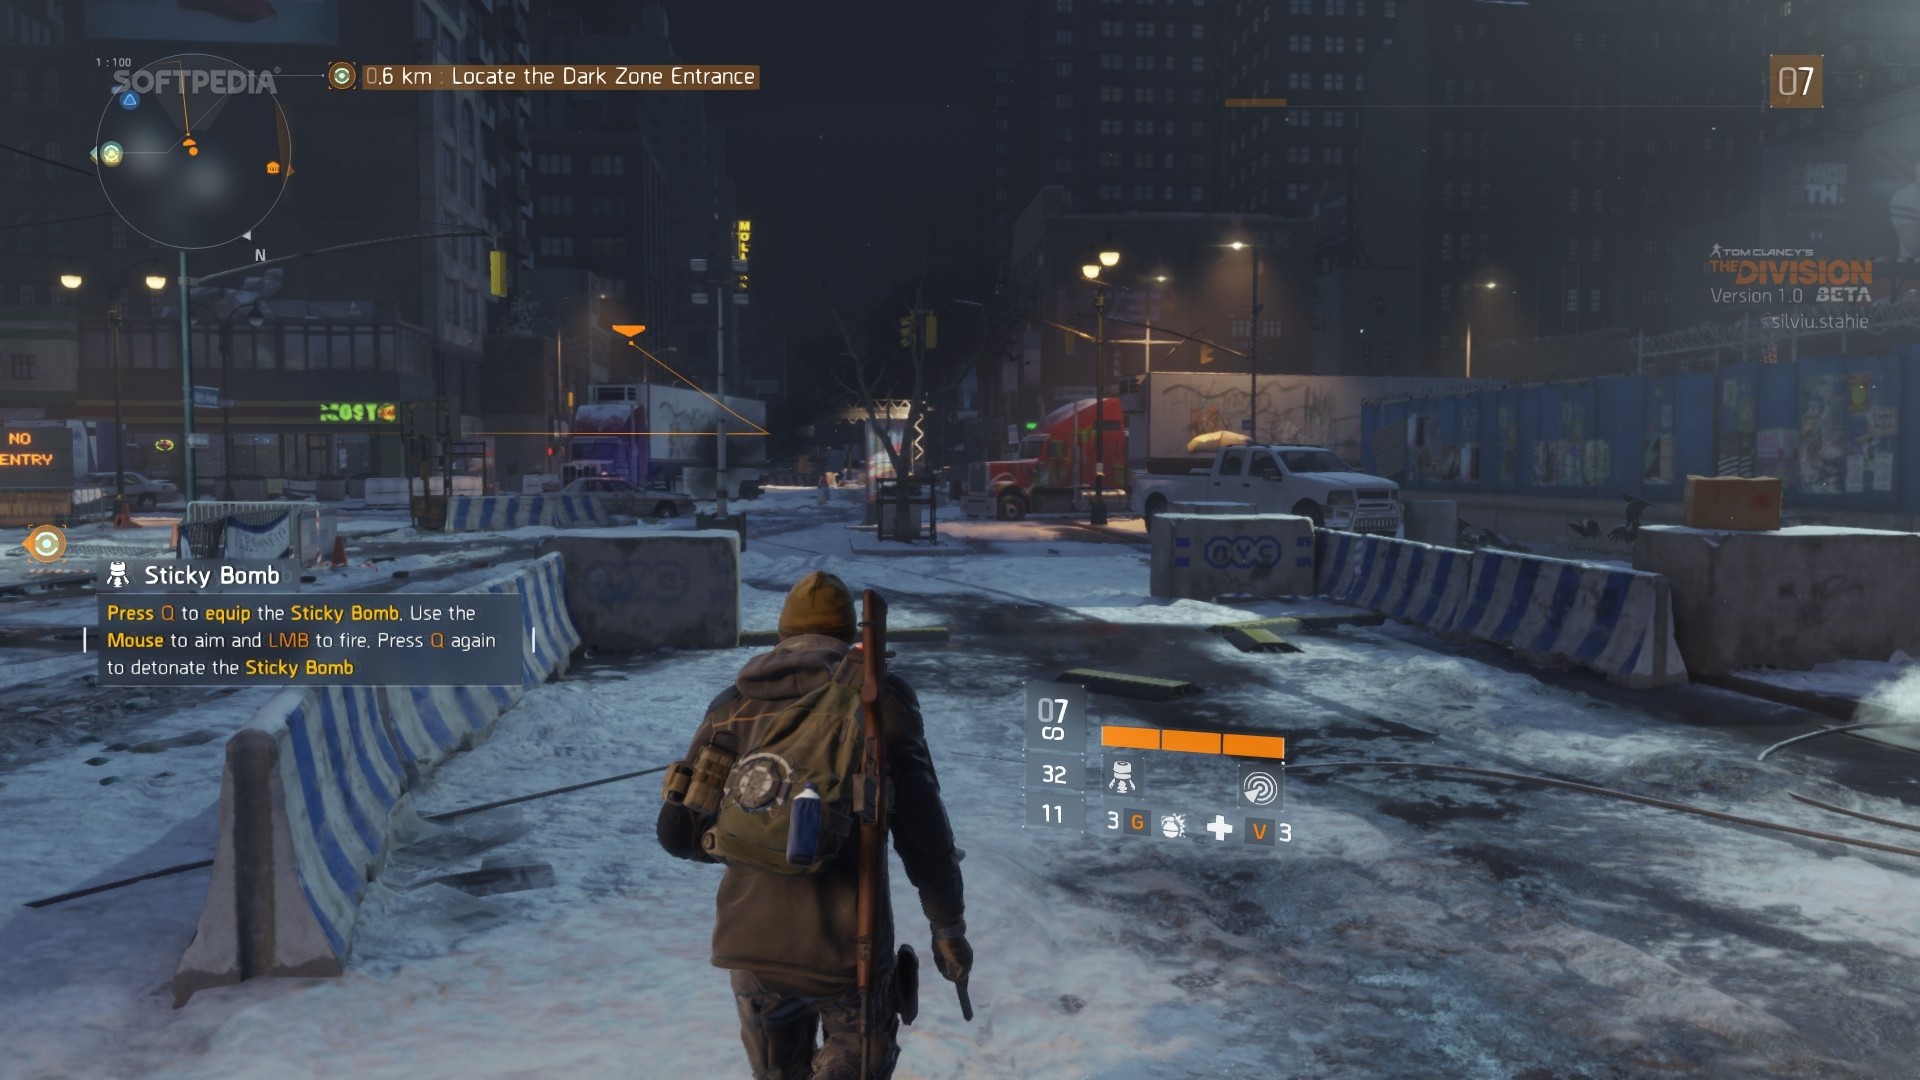 1 : 100
SOFTPEDIA®
0.6 km : Locate the Dark Zone Entrance
07
N
TOM CLANCY'S
THE DIVISION
Version 1.0 BETA
silviu.stahie
NO
ENTRY
NYC
Sticky Bomb
Press Q to equip the Sticky Bomb. Use the
Mouse to aim and LMB to fire. Press Q again
to detonate the Sticky Bomb
07
32
11
3 G
V 3